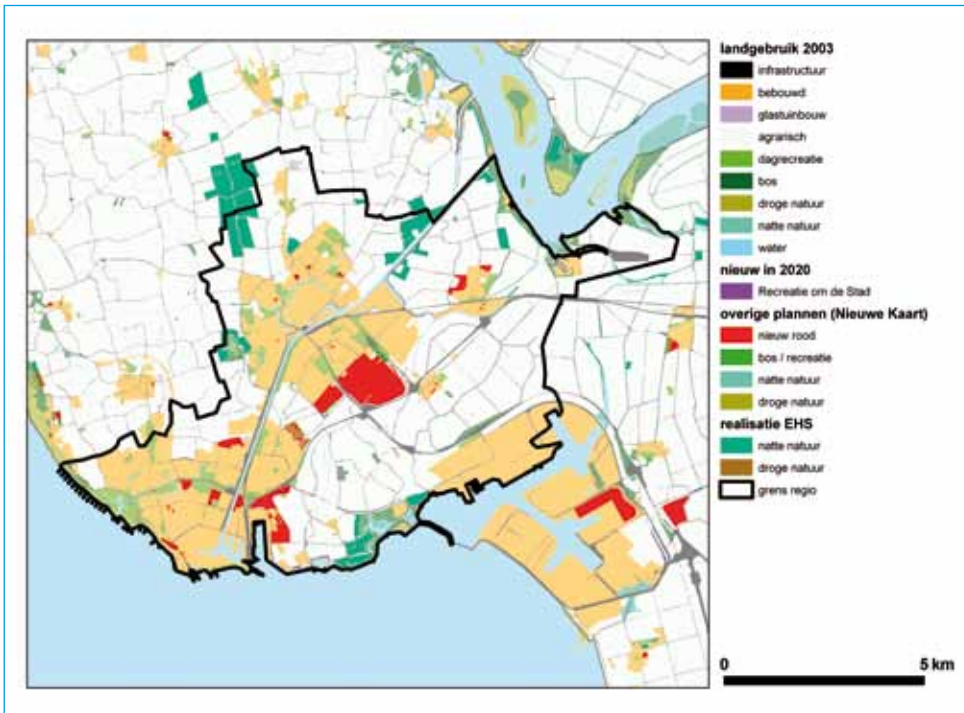 landgebruik 2003
infrastructuur
bebouwd
glastuinbouw
agrarisch
dagrecreatie
bos
droge natuur
natte natuur
water
nieuw in 2020
Recreatie om de Stad
overige plannen (Nieuwe Kaart)
nieuw rood
bos / recreatie
natte natuur
droge natuur
realisatie EHS
natte natuur
droge natuur
grens regio
0 5 km